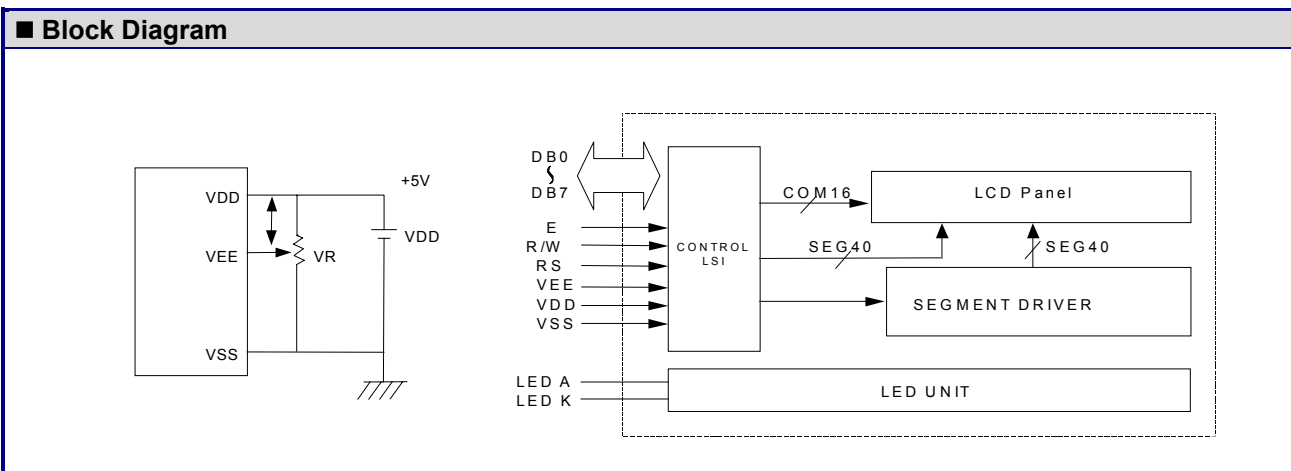 ■ Block Diagram
VDD
+5V
VDD
VEE
VR
VSS
DB0
DB7
E
R/W
RS
VEE
VDD
VSS
CONTROL
LSI
COM16
LCD Panel
SEG40
SEG40
SEGMENT DRIVER
LED A
LED K
LED UNIT